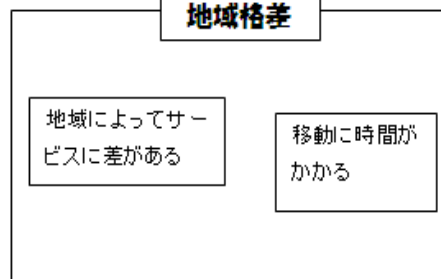 地域格差
地域によってサー
ビスに差がある
移動に時間が
かかる